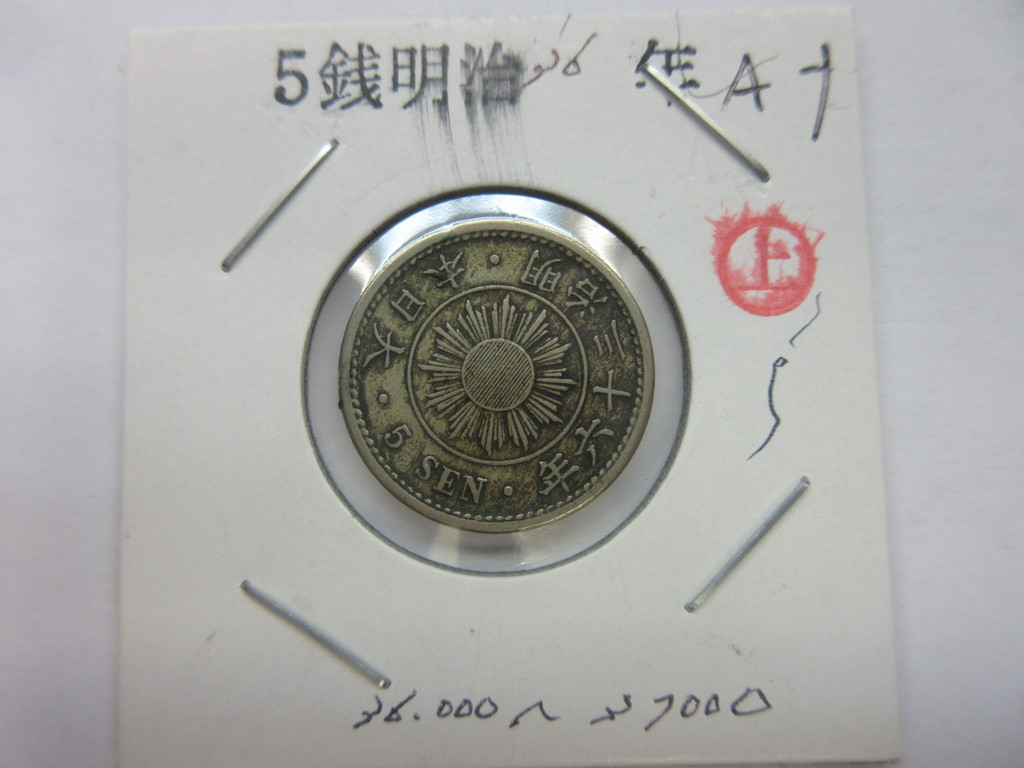 5銭明治36 年 A+
上
大日本・明治三十六年・5 SEN・
36.000 ~ 37000